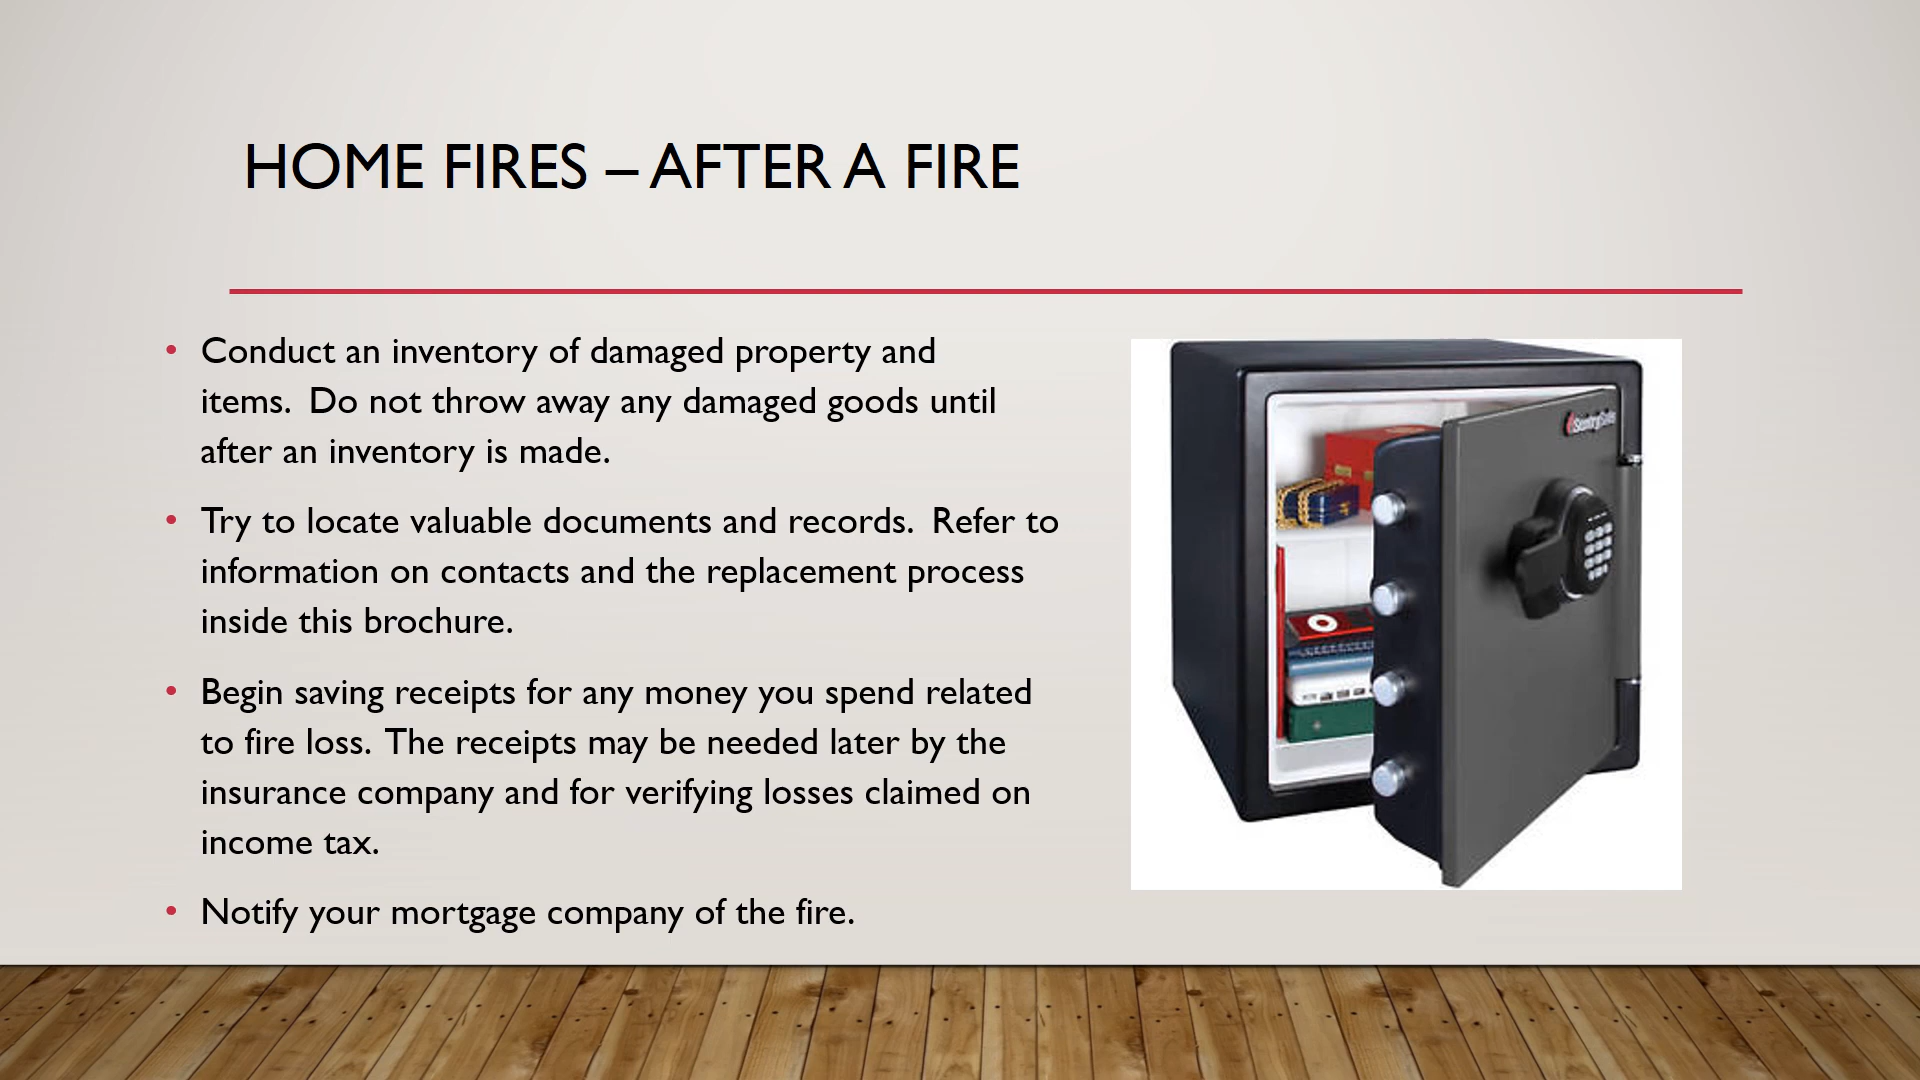 HOME FIRES – AFTER A FIRE
• Conduct an inventory of damaged property and
items.  Do not throw away any damaged goods until
after an inventory is made.
• Try to locate valuable documents and records.  Refer to
information on contacts and the replacement process
inside this brochure.
• Begin saving receipts for any money you spend related
to fire loss.  The receipts may be needed later by the
insurance company and for verifying losses claimed on
income tax.
• Notify your mortgage company of the fire.
SentrySafe